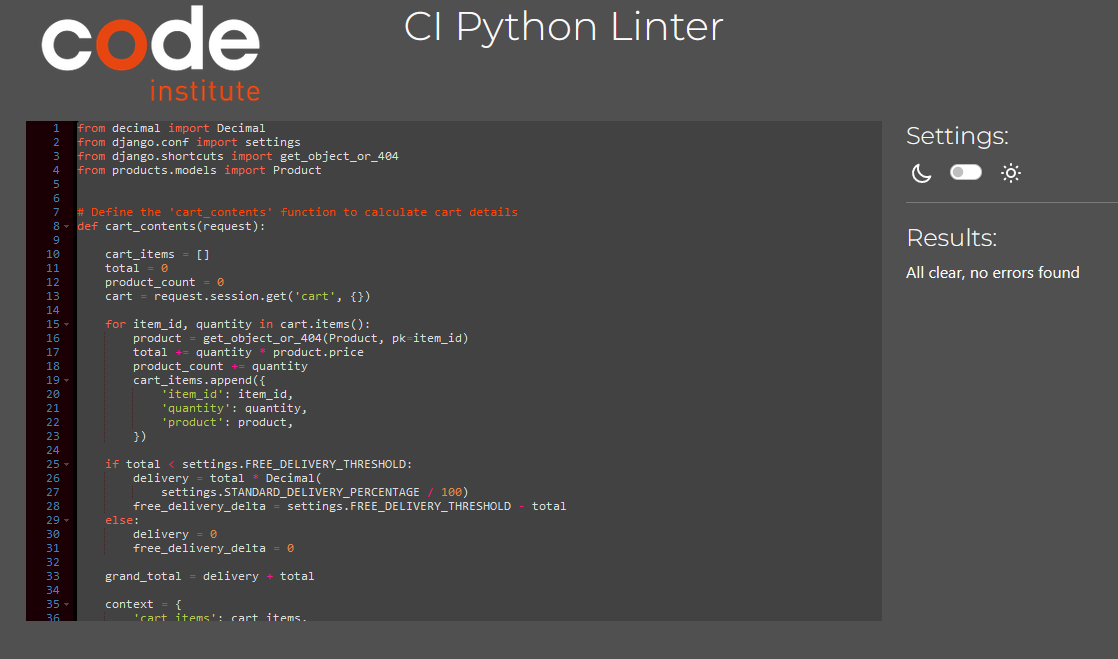 code
institute
CI Python Linter
1 from decimal import Decimal
2 from django.conf import settings
3 from django.shortcuts import get_object_or_404
4 from products.models import Product
5
6
7 # Define the 'cart_contents' function to calculate cart details
8 def cart_contents(request):
9
10     cart_items = []
11     total = 0
12     product_count = 0
13     cart = request.session.get('cart', {})
14
15     for item_id, quantity in cart.items():
16         product = get_object_or_404(Product, pk=item_id)
17         total += quantity * product.price
18         product_count += quantity
19         cart_items.append({
20             'item_id': item_id,
21             'quantity': quantity,
22             'product': product,
23         })
24
25     if total < settings.FREE_DELIVERY_THRESHOLD:
26         delivery = total * Decimal(
27             settings.STANDARD_DELIVERY_PERCENTAGE / 100)
28         free_delivery_delta = settings.FREE_DELIVERY_THRESHOLD - total
29     else:
30         delivery = 0
31         free_delivery_delta = 0
32
33     grand_total = delivery + total
34
35     context = {
36         'cart_items': cart_items,
Settings:
Results:
All clear, no errors found